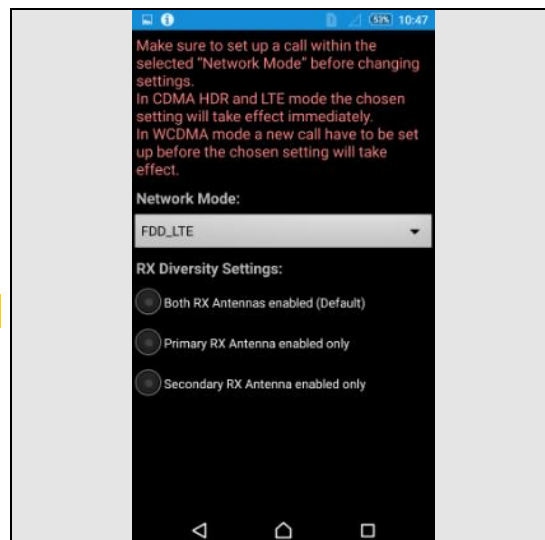 53% 10:47
Make sure to set up a call within the
selected "Network Mode" before changing
settings.
In CDMA HDR and LTE mode the chosen
setting will take effect immediately.
In WCDMA mode a new call have to be set
up before the chosen setting will take
effect.
Network Mode:
FDD_LTE
RX Diversity Settings:
Both RX Antennas enabled (Default)
Primary RX Antenna enabled only
Secondary RX Antenna enabled only